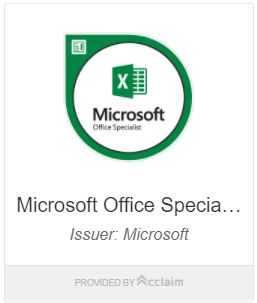 X
Microsoft
Office Specialist
Microsoft Office Specia...
Issuer: Microsoft
PROVIDED BY Acclaim